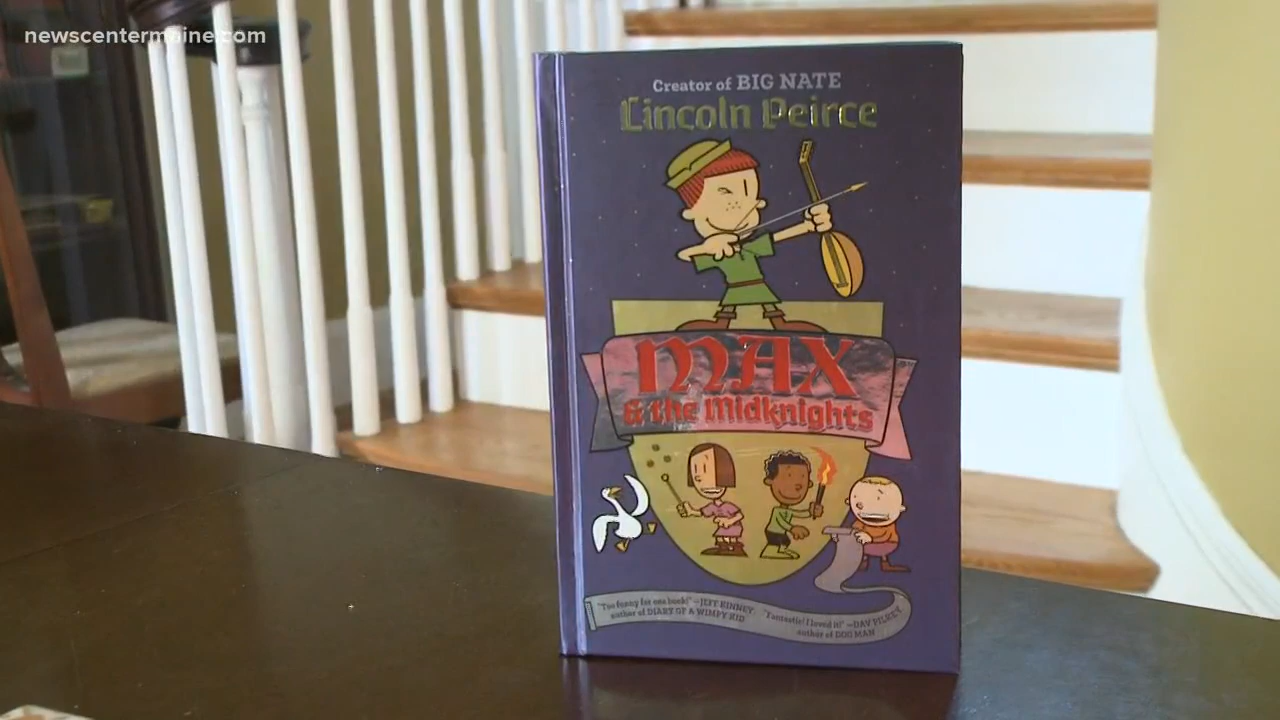 newscentermaine.com
Creator of BIG NATE
Lincoln Peirce
MAX
& the Midknights
"Too funny for one book!" —JEFF KINNEY,
author of DIARY OF A WIMPY KID
"Fantastic! I loved it!" —DAV PILKEY,
author of DOG MAN